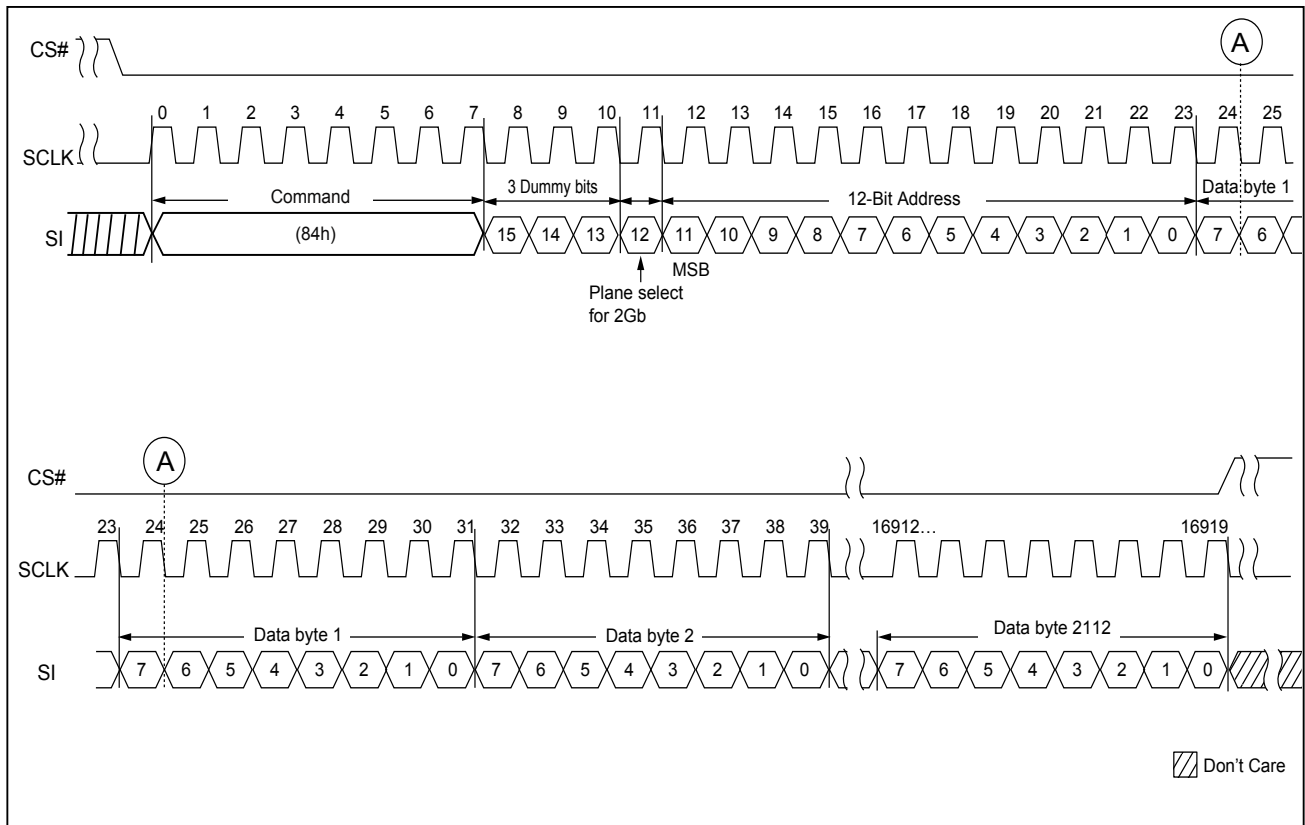 A
CS#
0 1 2 3 4 5 6 7 8 9 10 11 12 13 14 15 16 17 18 19 20 21 22 23 24 25
SCLK
Command 3 Dummy bits 12-Bit Address Data byte 1
SI (84h) 15 14 13 12 11 10 9 8 7 6 5 4 3 2 1 0 7 6
MSB
Plane select
for 2Gb
A
CS#
23 24 25 26 27 28 29 30 31 32 33 34 35 36 37 38 39 16912... 16919
SCLK
Data byte 1 Data byte 2 Data byte 2112
SI 7 6 5 4 3 2 1 0 7 6 5 4 3 2 1 0 7 6 5 4 3 2 1 0
Don't Care